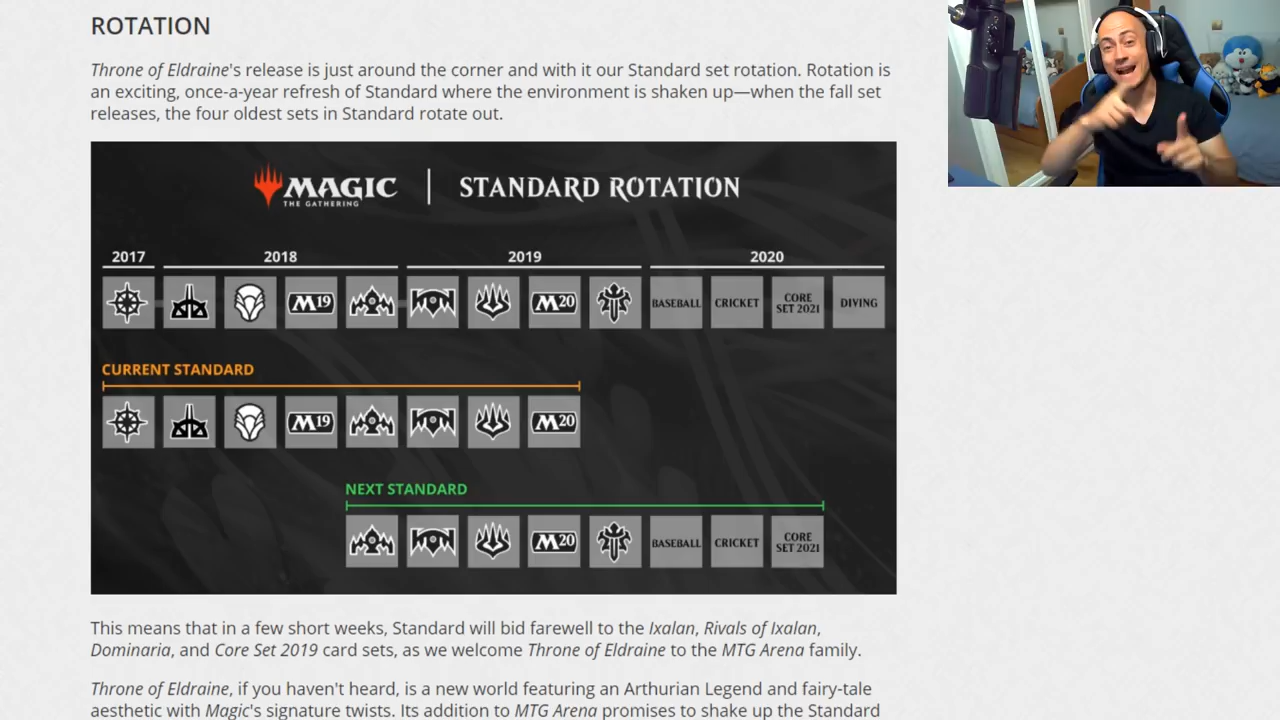 ROTATION
Throne of Eldraine's release is just around the corner and with it our Standard set rotation. Rotation is
an exciting, once-a-year refresh of Standard where the environment is shaken up—when the fall set
releases, the four oldest sets in Standard rotate out.
MAGIC THE GATHERING | STANDARD ROTATION
2017 2018 2019 2020
M19 M20 BASEBALL CRICKET CORE SET 2021 DIVING
CURRENT STANDARD
M19 M20
NEXT STANDARD
M20 BASEBALL CRICKET CORE SET 2021
This means that in a few short weeks, Standard will bid farewell to the Ixalan, Rivals of Ixalan,
Dominaria, and Core Set 2019 card sets, as we welcome Throne of Eldraine to the MTG Arena family.
Throne of Eldraine, if you haven't heard, is a new world featuring an Arthurian Legend and fairy-tale
aesthetic with Magic's signature twists. Its addition to MTG Arena promises to shake up the Standard